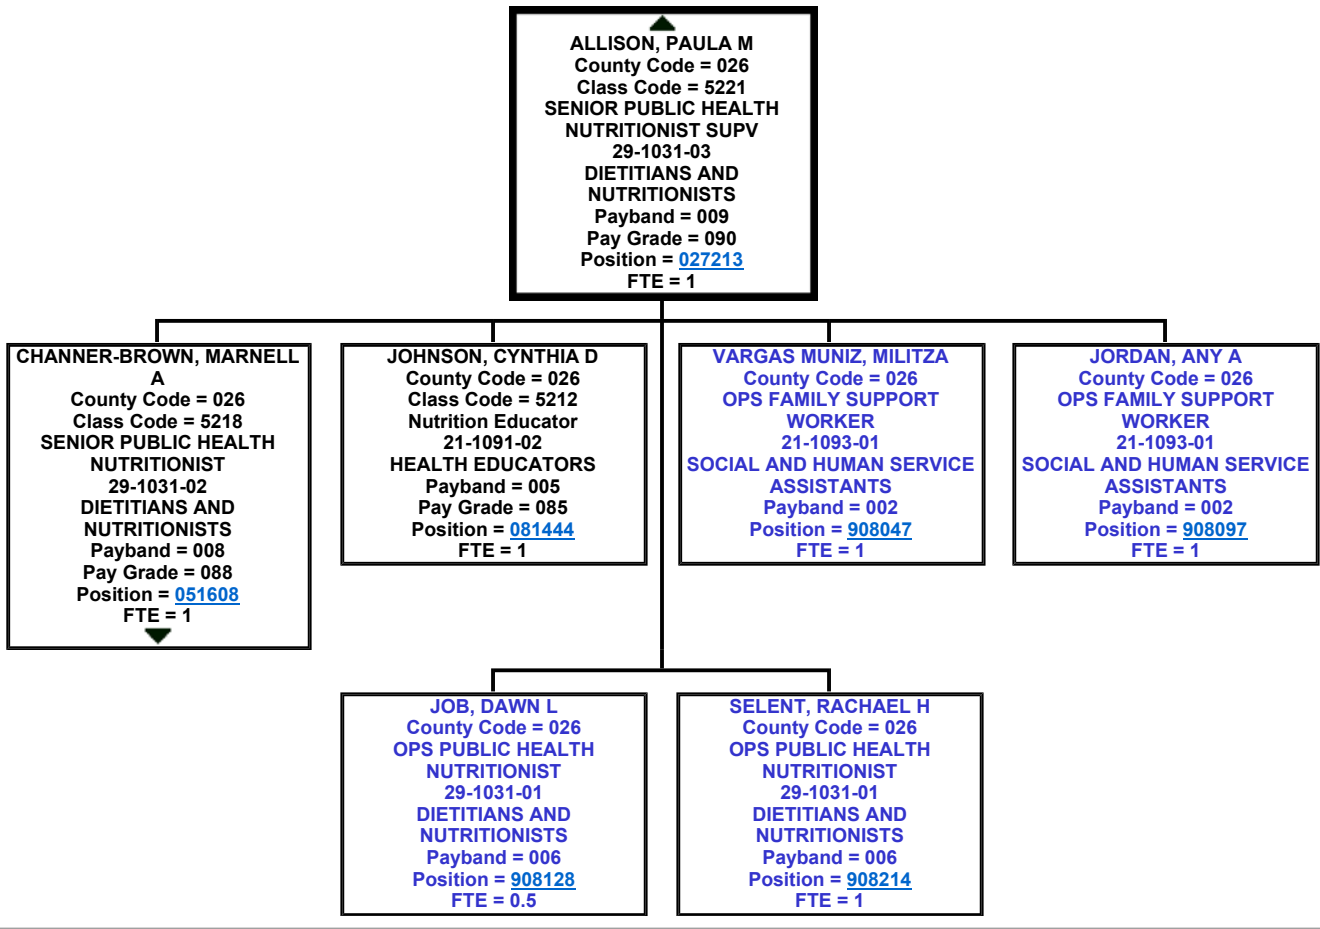 ALLISON, PAULA M
County Code = 026
Class Code = 5221
SENIOR PUBLIC HEALTH
NUTRITIONIST SUPV
29-1031-03
DIETITIANS AND
NUTRITIONISTS
Payband = 009
Pay Grade = 090
Position = 027213
FTE = 1
CHANNER-BROWN, MARNELL
A
County Code = 026
Class Code = 5218
SENIOR PUBLIC HEALTH
NUTRITIONIST
29-1031-02
DIETITIANS AND
NUTRITIONISTS
Payband = 008
Pay Grade = 088
Position = 051608
FTE = 1
JOHNSON, CYNTHIA D
County Code = 026
Class Code = 5212
Nutrition Educator
21-1091-02
HEALTH EDUCATORS
Payband = 005
Pay Grade = 085
Position = 081444
FTE = 1
VARGAS MUNIZ, MILITZA
County Code = 026
OPS FAMILY SUPPORT
WORKER
21-1093-01
SOCIAL AND HUMAN SERVICE
ASSISTANTS
Payband = 002
Position = 908047
FTE = 1
JORDAN, ANY A
County Code = 026
OPS FAMILY SUPPORT
WORKER
21-1093-01
SOCIAL AND HUMAN SERVICE
ASSISTANTS
Payband = 002
Position = 908097
FTE = 1
JOB, DAWN L
County Code = 026
OPS PUBLIC HEALTH
NUTRITIONIST
29-1031-01
DIETITIANS AND
NUTRITIONISTS
Payband = 006
Position = 908128
FTE = 0.5
SELENT, RACHAEL H
County Code = 026
OPS PUBLIC HEALTH
NUTRITIONIST
29-1031-01
DIETITIANS AND
NUTRITIONISTS
Payband = 006
Position = 908214
FTE = 1